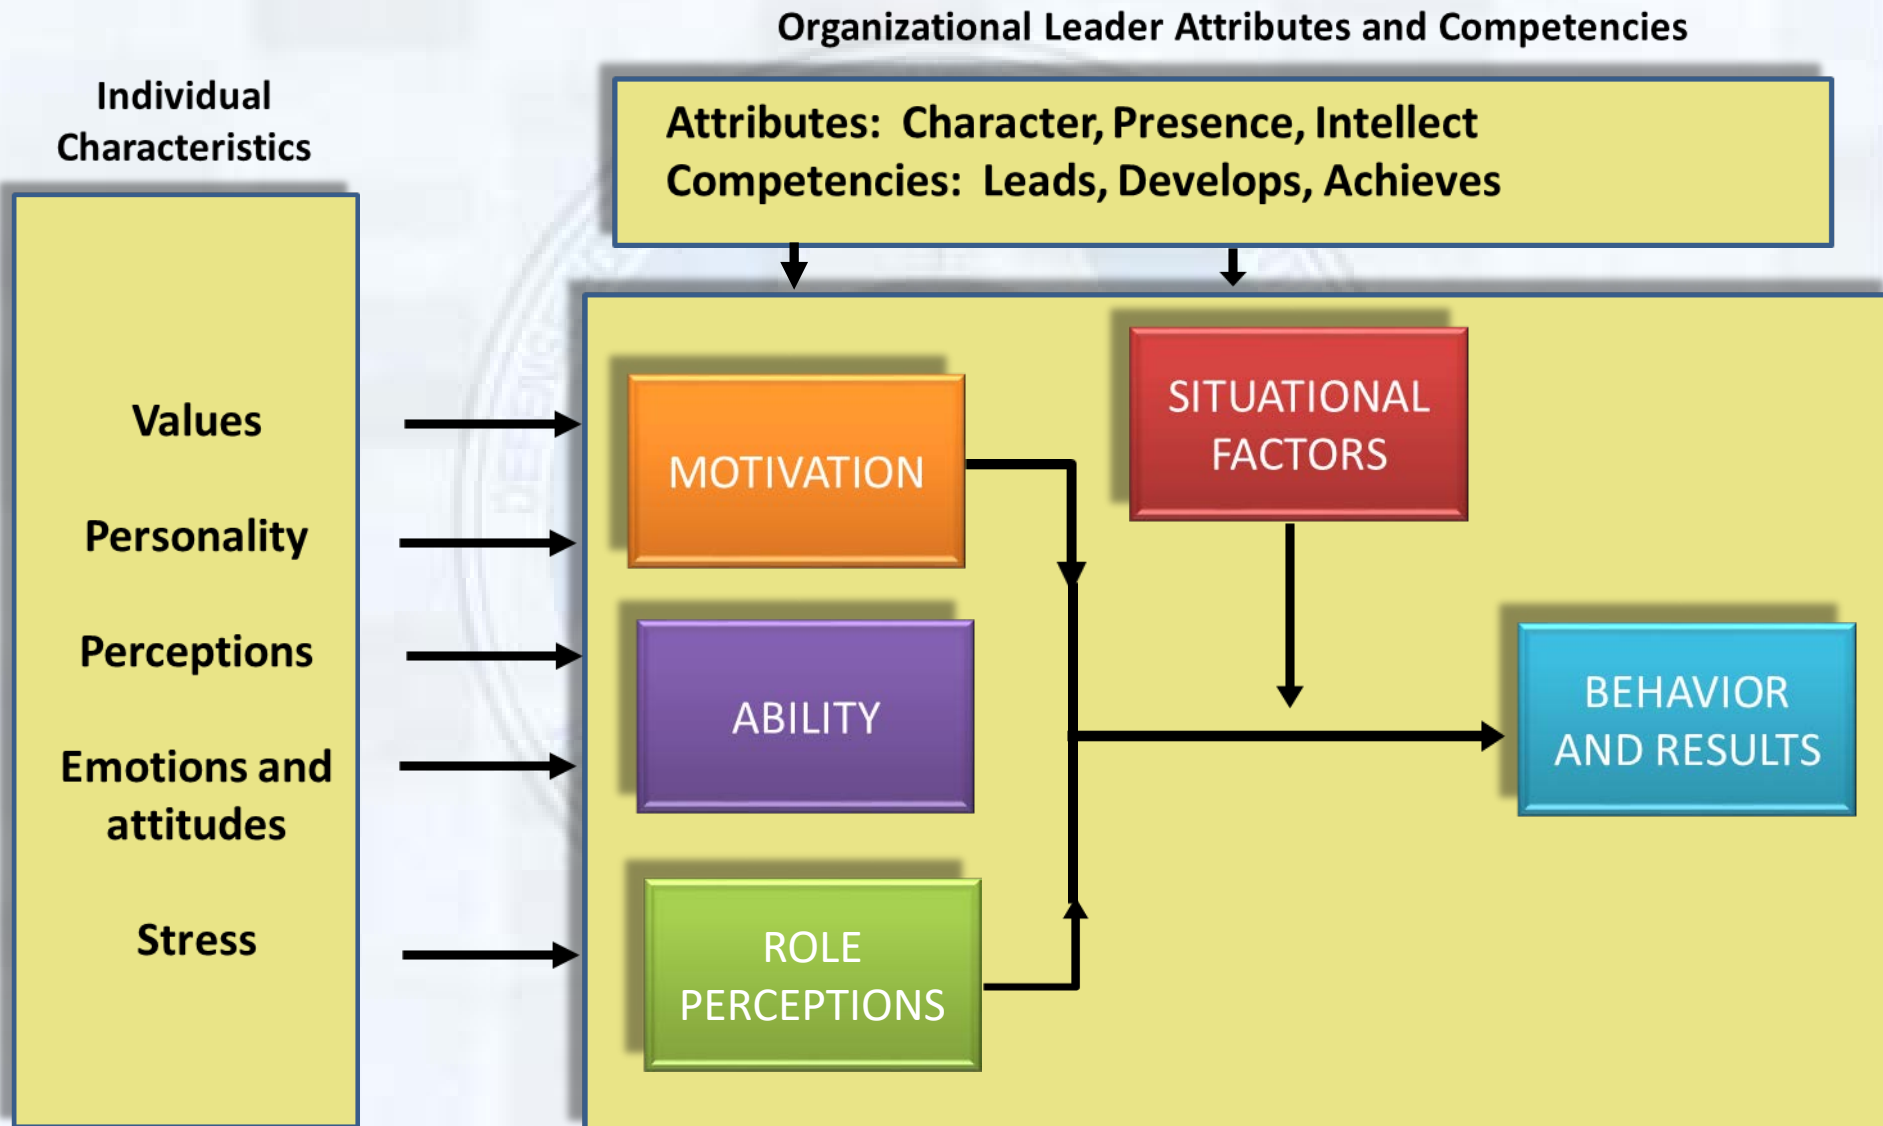 Organizational Leader Attributes and Competencies
Individual
Characteristics
Attributes: Character, Presence, Intellect
Competencies: Leads, Develops, Achieves
Values
Personality
Perceptions
Emotions and
attitudes
Stress
MOTIVATION
SITUATIONAL
FACTORS
ABILITY
BEHAVIOR
AND RESULTS
ROLE
PERCEPTIONS